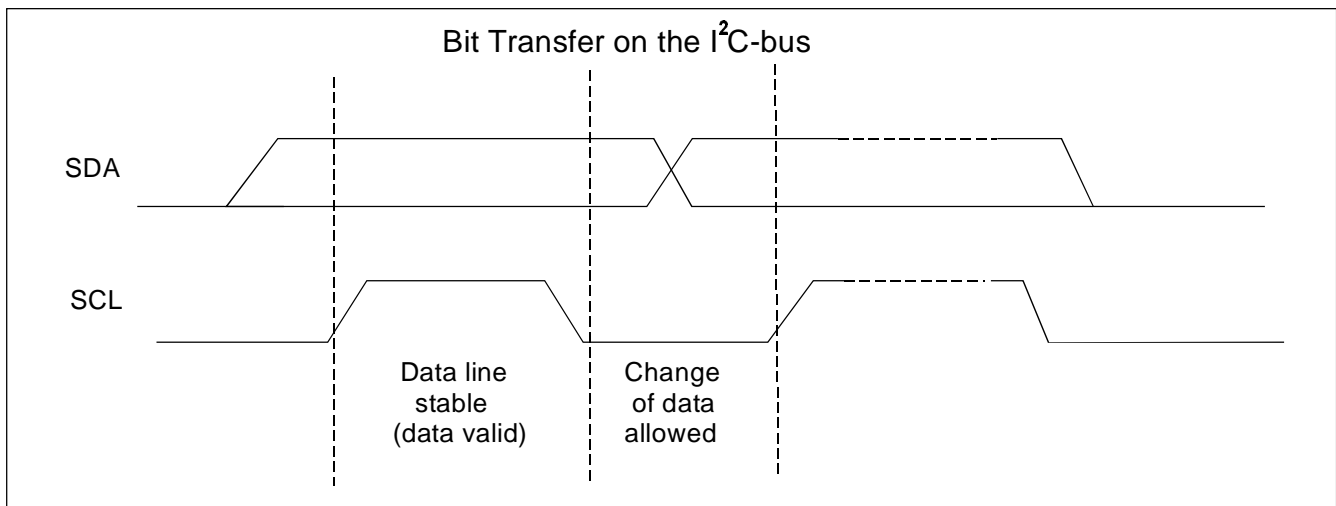 Bit Transfer on the I²C-bus
SDA
SCL
Data line
stable
(data valid)
Change
of data
allowed